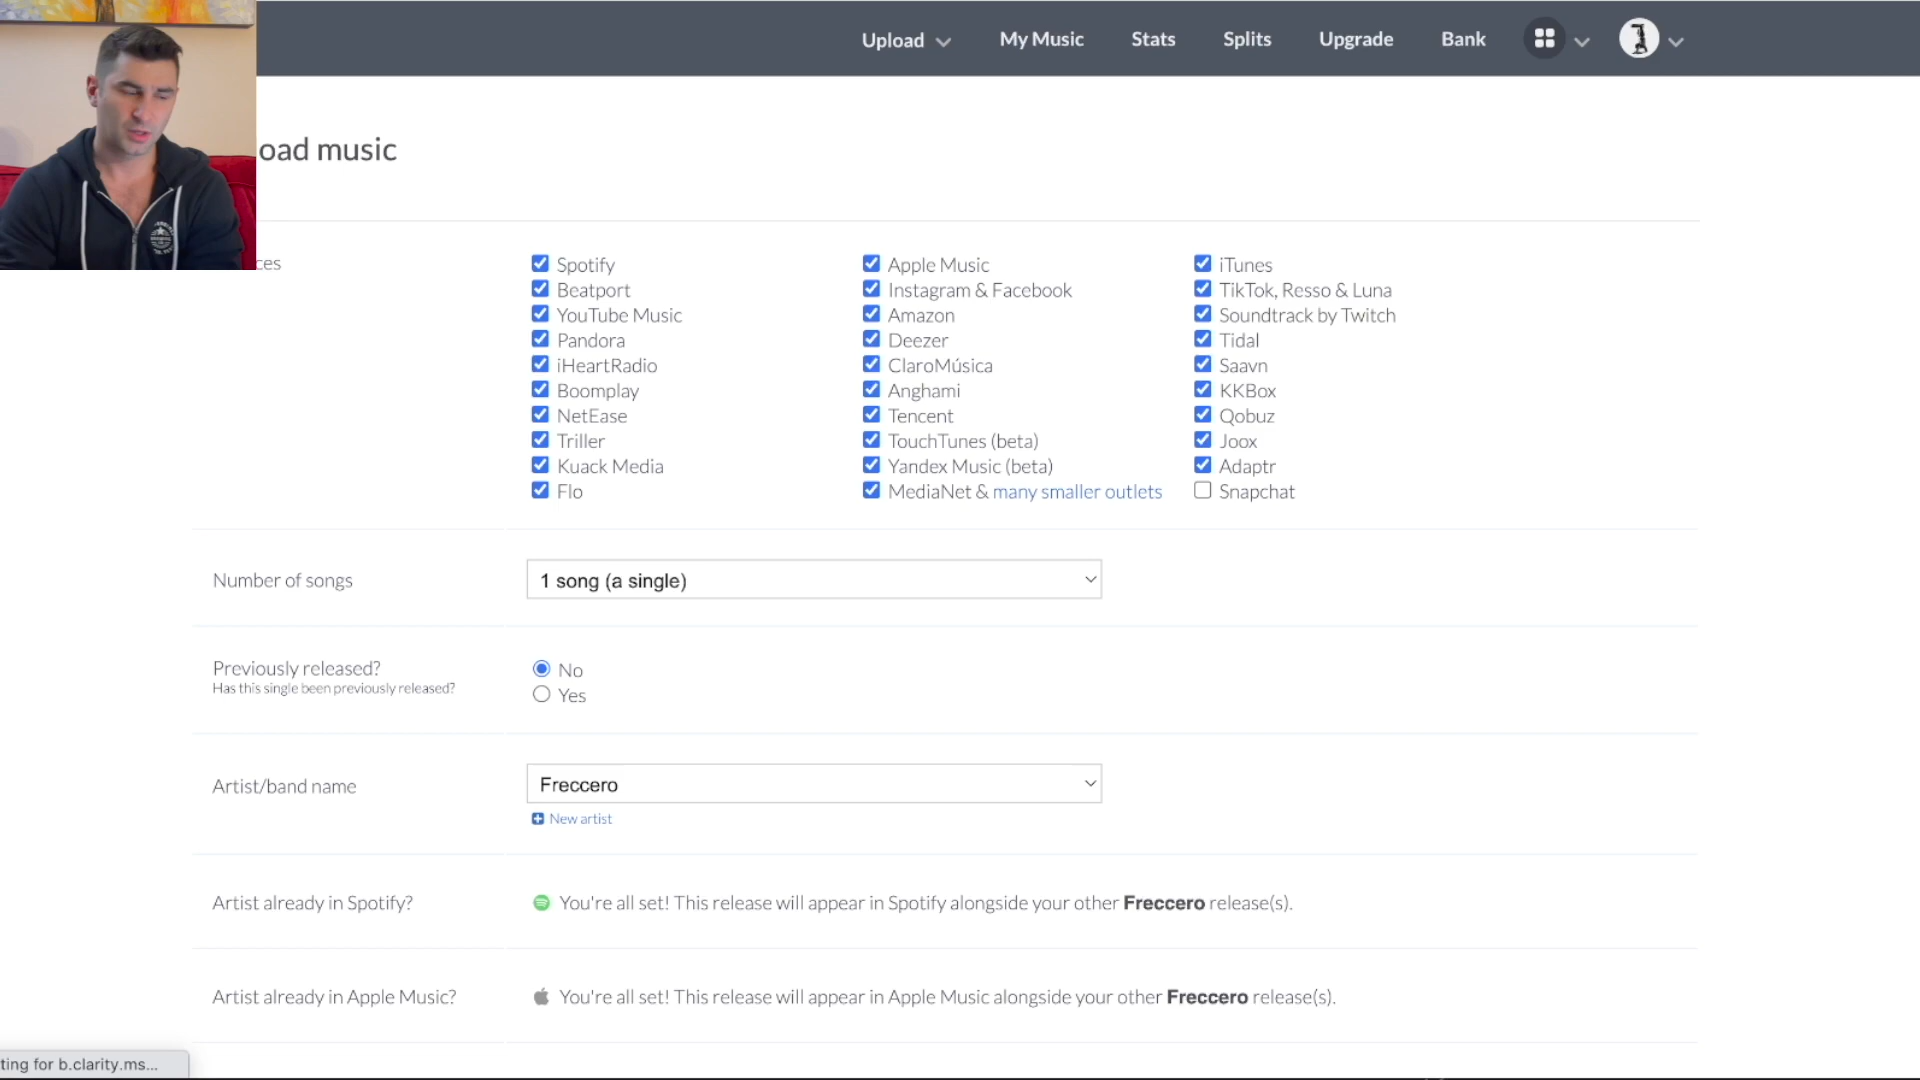 Upload My Music Stats Splits Upgrade Bank
oad music
ces
Spotify Apple Music iTunes
Beatport Instagram & Facebook TikTok, Resso & Luna
YouTube Music Amazon Soundtrack by Twitch
Pandora Deezer Tidal
iHeartRadio ClaroMúsica Saavn
Boomplay Anghami KKBox
NetEase Tencent Qobuz
Triller TouchTunes (beta) Joox
Kuack Media Yandex Music (beta) Adaptr
Flo MediaNet & many smaller outlets Snapchat
Number of songs 1 song (a single)
Previously released? No
Has this single been previously released?
Yes
Artist/band name Freccero
New artist
Artist already in Spotify? You're all set! This release will appear in Spotify alongside your other Freccero release(s).
Artist already in Apple Music? You're all set! This release will appear in Apple Music alongside your other Freccero release(s).
ting for b.clarity.ms...